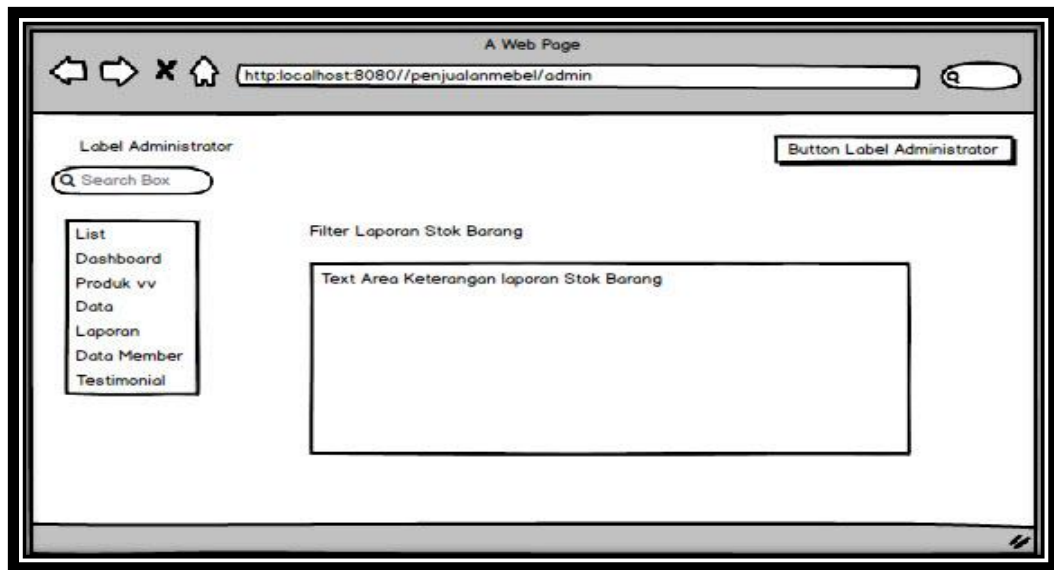 A Web Page
http:localhost:8080//penjualanmebel/admin
Label Administrator
Button Label Administrator
Search Box
List
Dashboard
Produk vv
Data
Laporan
Data Member
Testimonial
Filter Laporan Stok Barang
Text Area Keterangan laporan Stok Barang